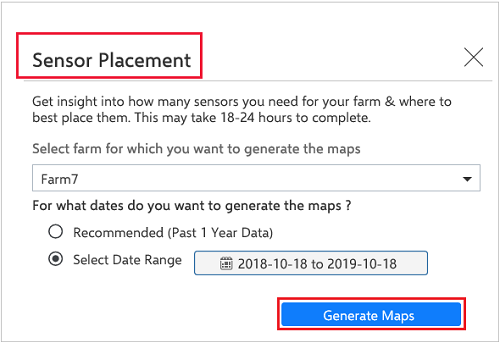 Sensor Placement
Get insight into how many sensors you need for your farm & where to
best place them. This may take 18-24 hours to complete.
Select farm for which you want to generate the maps
Farm7
For what dates do you want to generate the maps ?
Recommended (Past 1 Year Data)
Select Date Range 2018-10-18 to 2019-10-18
Generate Maps